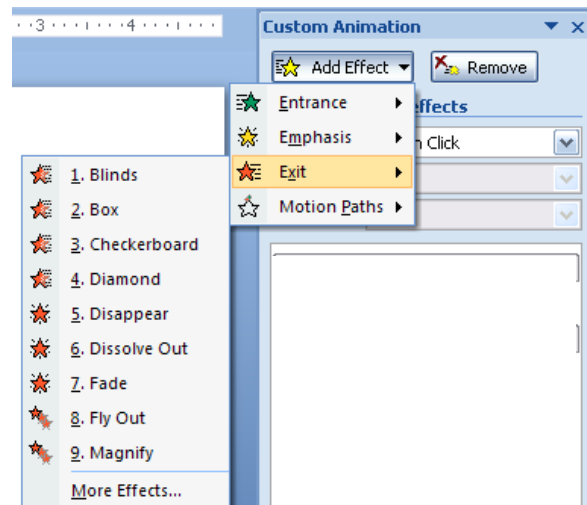 3 4
Custom Animation
Add Effect Remove
Entrance
effects
Emphasis
Click
Exit
Motion Paths
1. Blinds
2. Box
3. Checkerboard
4. Diamond
5. Disappear
6. Dissolve Out
7. Fade
8. Fly Out
9. Magnify
More Effects...